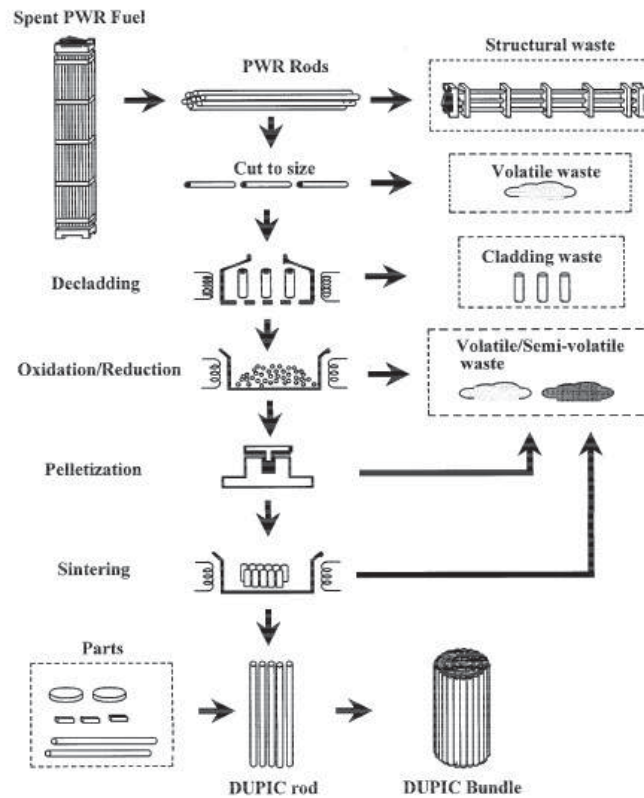 Spent PWR Fuel
PWR Rods
Structural waste
Cut to size
Volatile waste
Decladding
Cladding waste
Oxidation/Reduction
Volatile/Semi-volatile
waste
Pelletization
Sintering
Parts
DUPIC rod
DUPIC Bundle